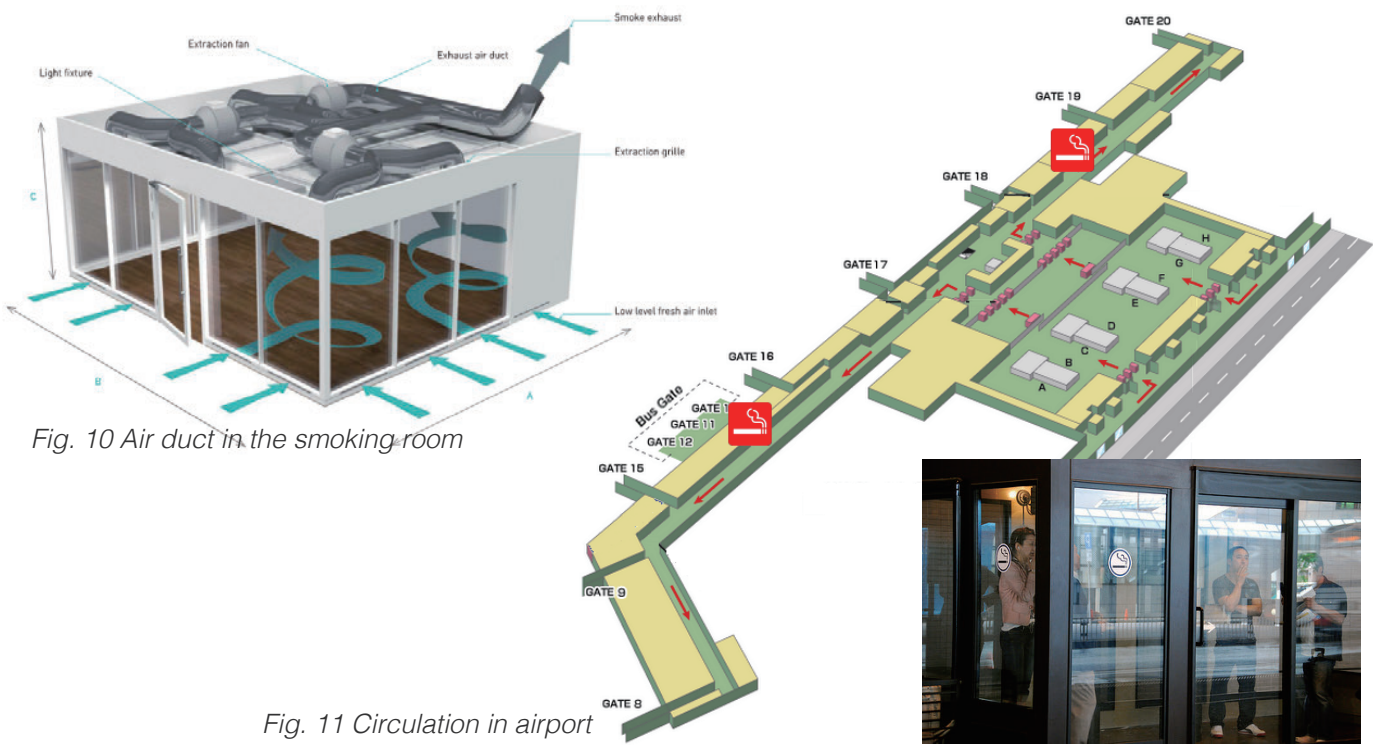 Smoke exhaust
Extraction fan
Exhaust air duct
Light fixture
Extraction grille
C
Low level fresh air inlet
B
A
Fig. 10 Air duct in the smoking room
GATE 20
GATE 19
GATE 18
GATE 17
GATE 16
Bus Gate
GATE 11
GATE 12
GATE 15
GATE 9
GATE 8
H
G
F
E
D
C
B
A
Fig. 11 Circulation in airport